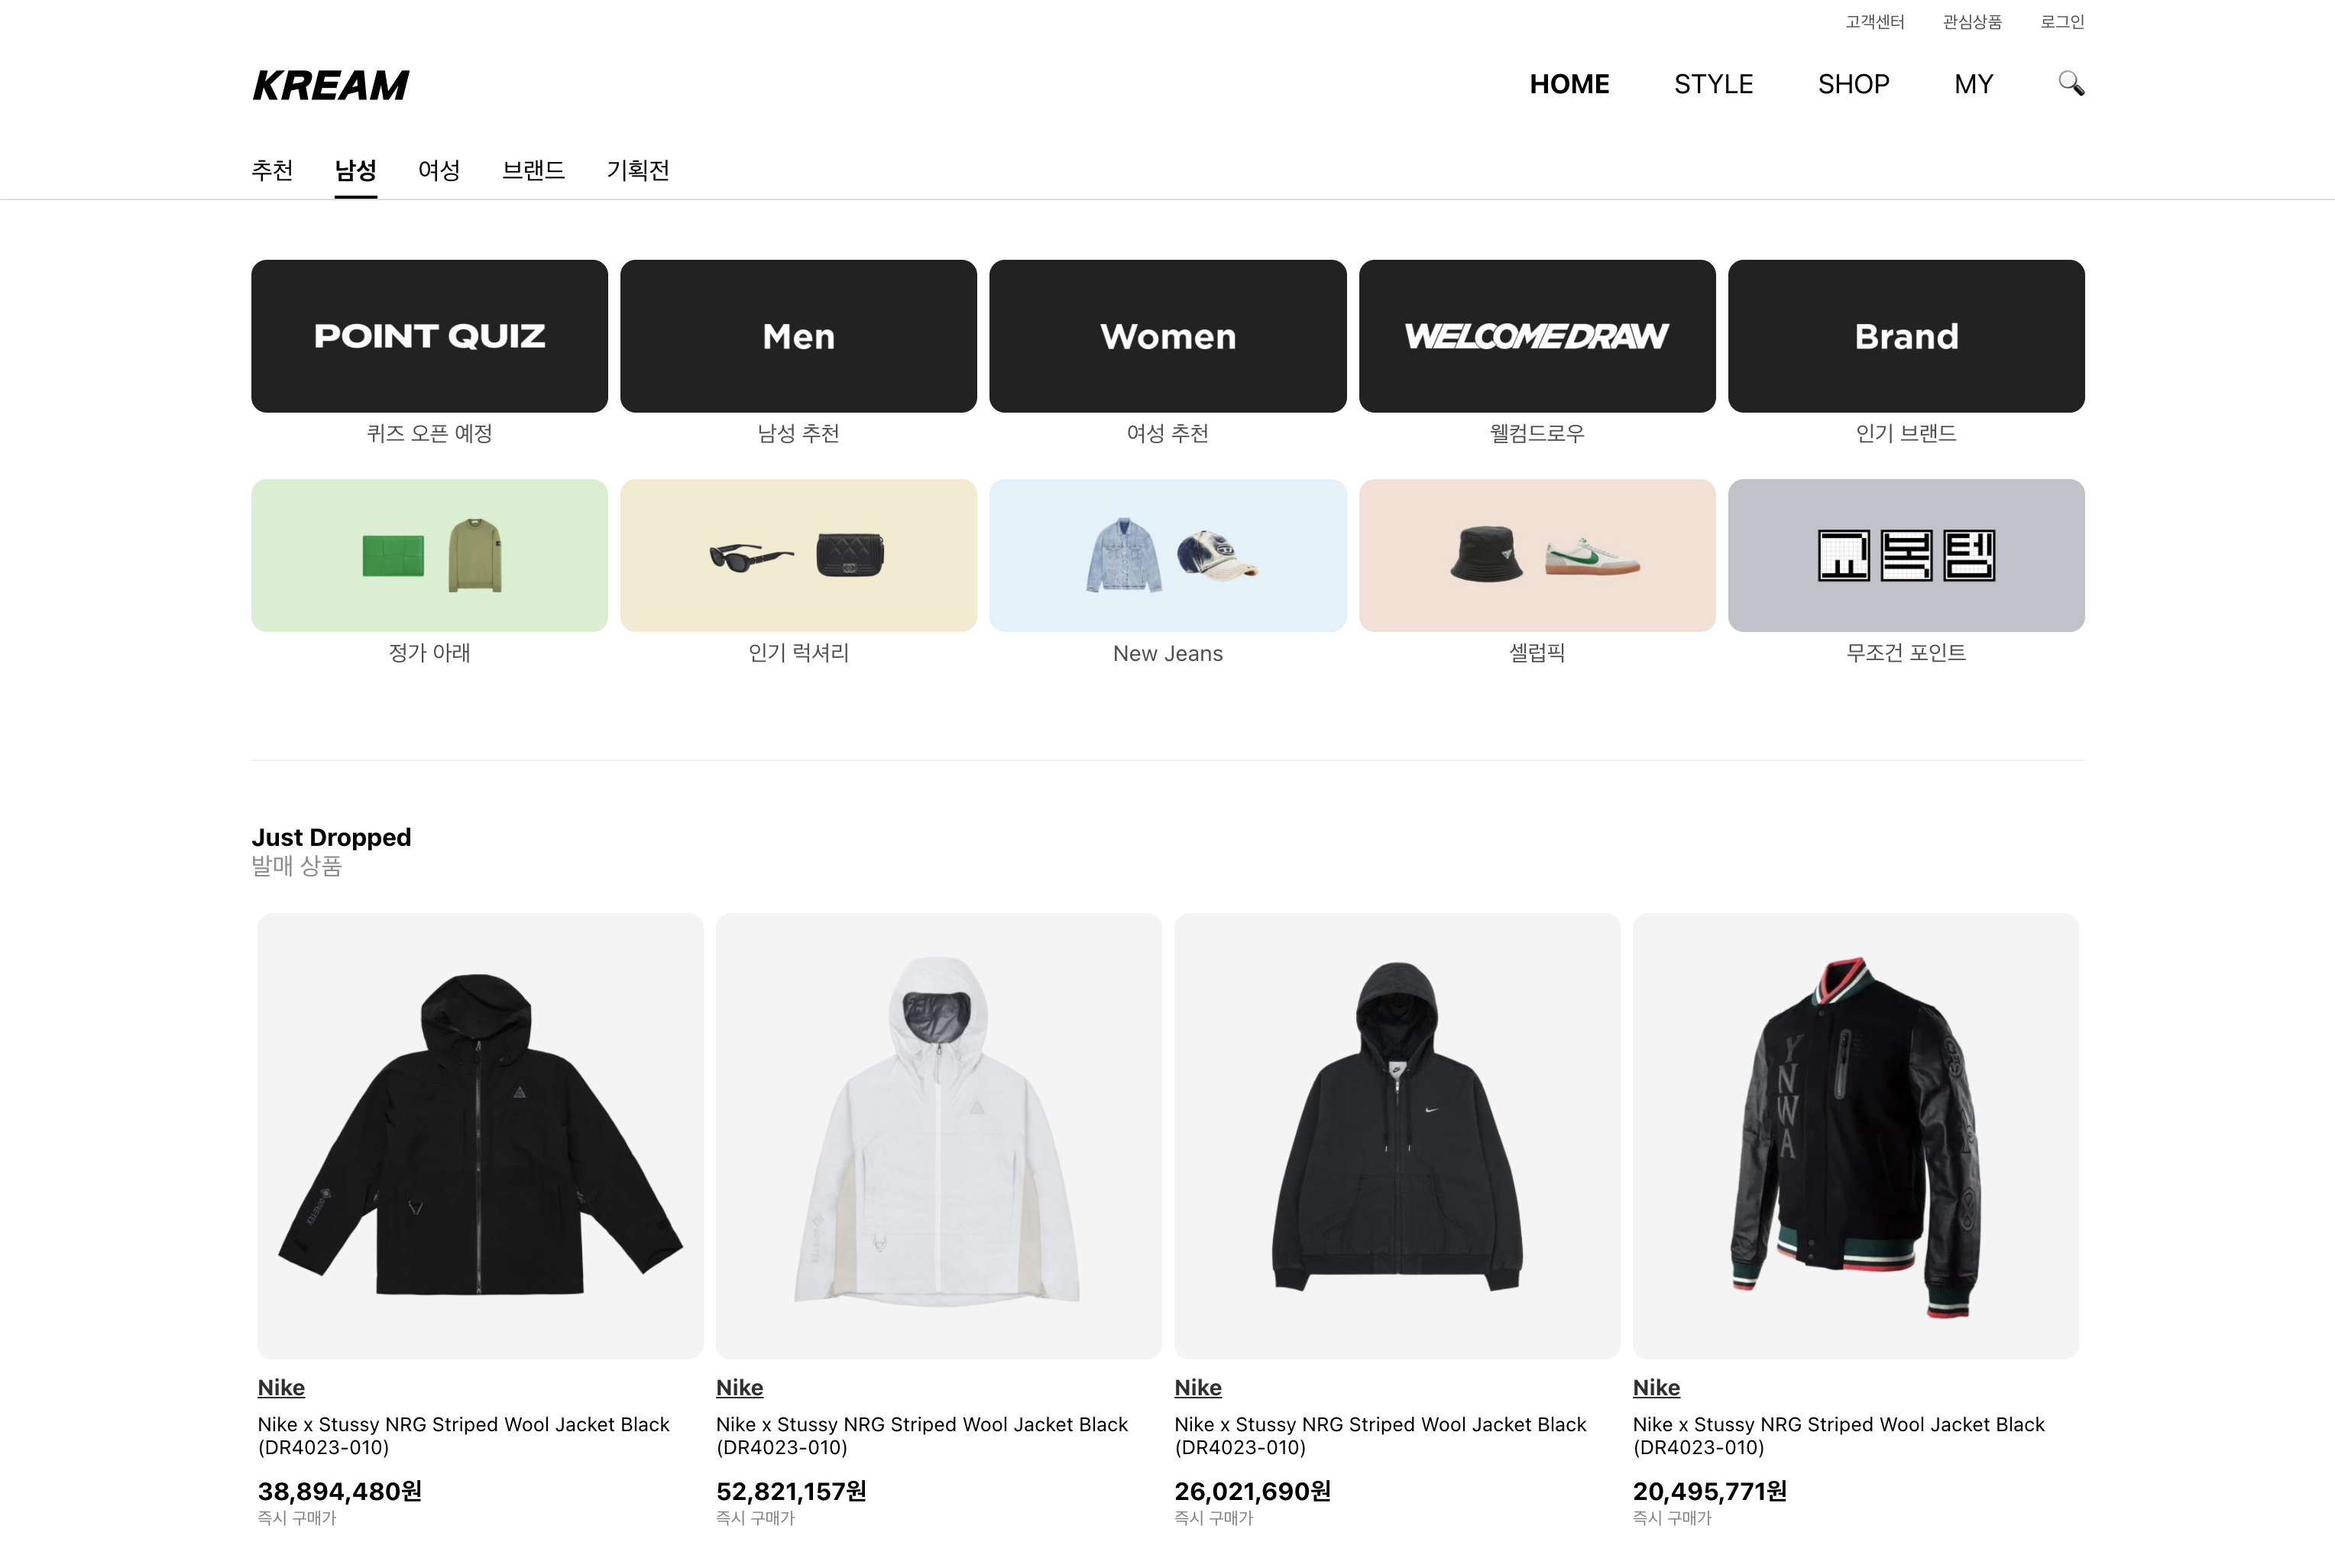 고객센터 관심상품 로그인
KREAM
HOME STYLE SHOP MY
추천 남성 여성 브랜드 기획전
POINT QUIZ
Men
Women
WELCOMEDRAW
Brand
퀴즈 오픈 예정
남성 추천
여성 추천
웰컴드로우
인기 브랜드
교복템
정가 아래
인기 럭셔리
New Jeans
셀럽픽
무조건 포인트
Just Dropped
발매 상품
YNWA
Nike
Nike x Stussy NRG Striped Wool Jacket Black
(DR4023-010)
38,894,480원
즉시 구매가
Nike
Nike x Stussy NRG Striped Wool Jacket Black
(DR4023-010)
52,821,157원
즉시 구매가
Nike
Nike x Stussy NRG Striped Wool Jacket Black
(DR4023-010)
26,021,690원
즉시 구매가
Nike
Nike x Stussy NRG Striped Wool Jacket Black
(DR4023-010)
20,495,771원
즉시 구매가